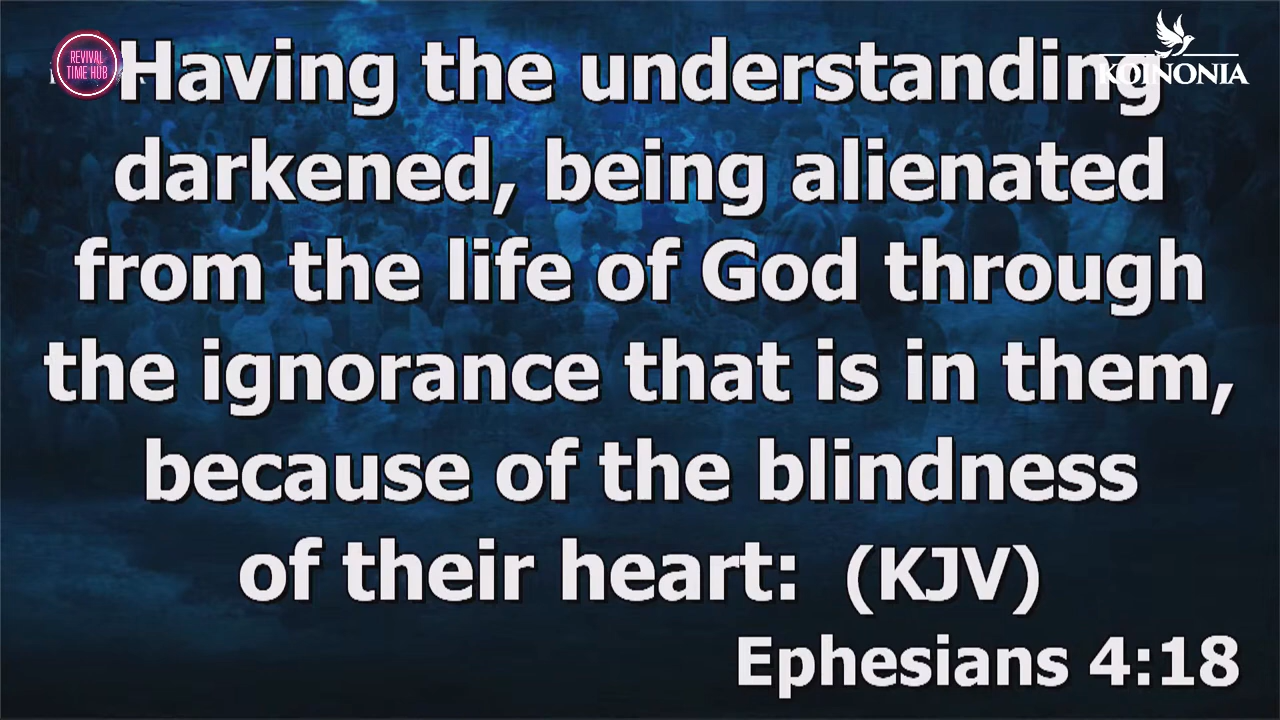 REVIVAL
TIME HUB
KOINONIA
Having the understanding
darkened, being alienated
from the life of God through
the ignorance that is in them,
because of the blindness
of their heart: (KJV)
Ephesians 4:18